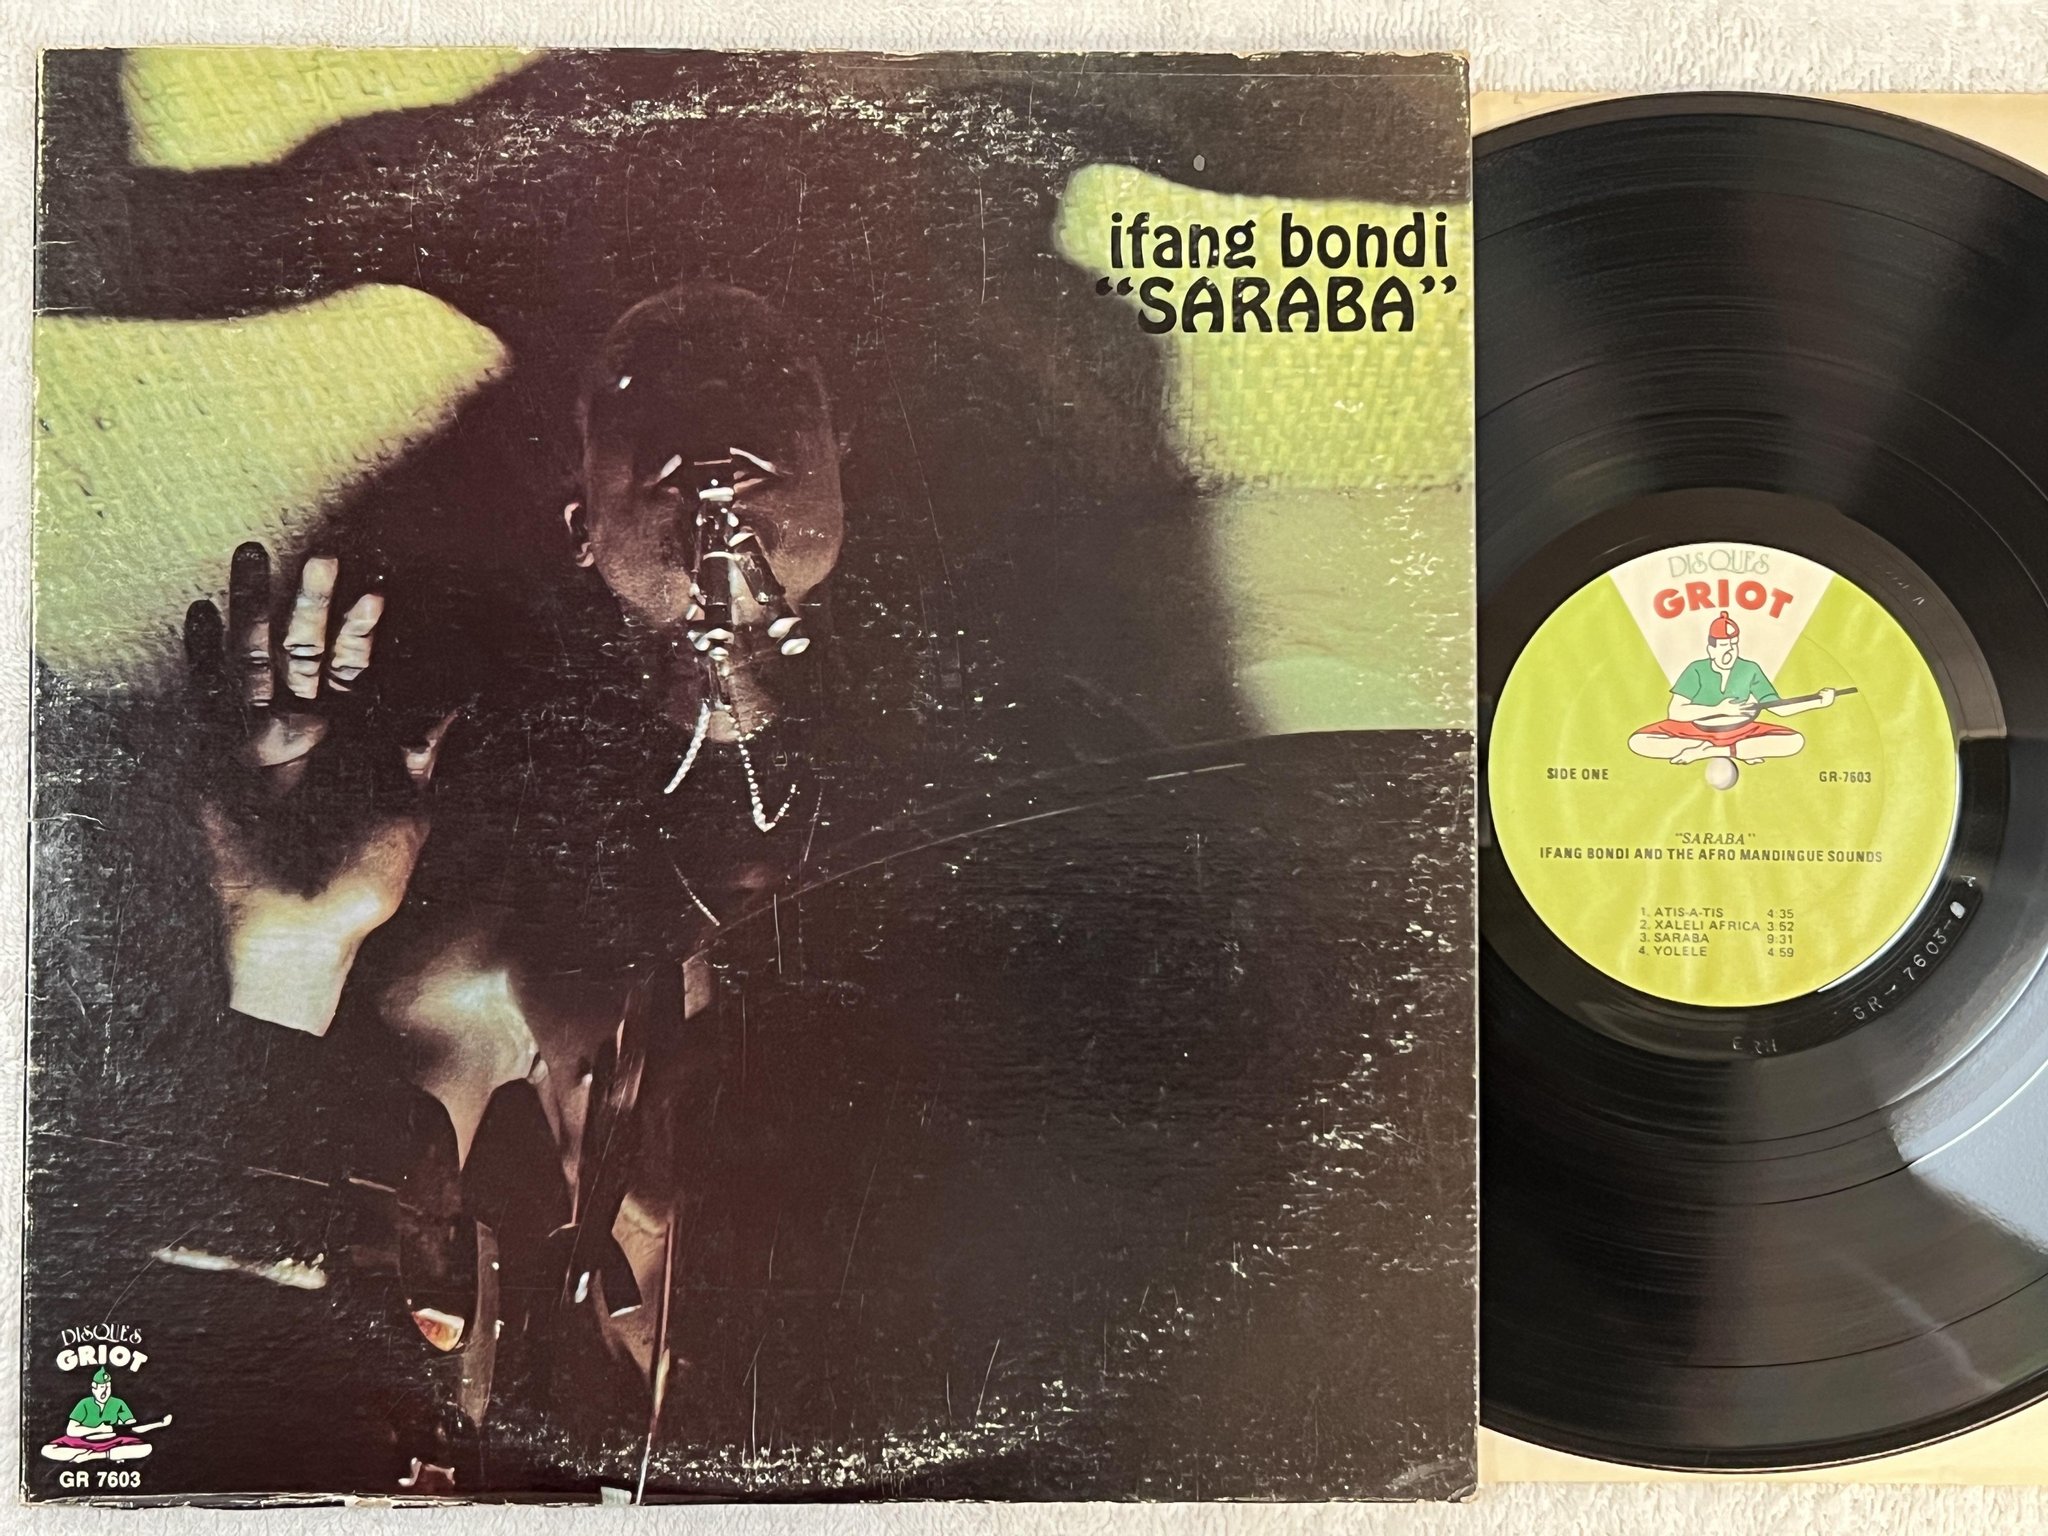 ifang bondi
“SARABA”
DISQUES
GRIOT
GR 7603
DISQUES
GRIOT
SIDE ONE
GR-7603
"SARABA"
IFANG BONDI AND THE AFRO MANDINGUE SOUNDS
1. ATIS-A-TIS 4:35
2. XALELI AFRICA 3:52
3. SARABA 9:31
4. YOLELE 4:59
GR-7603-A